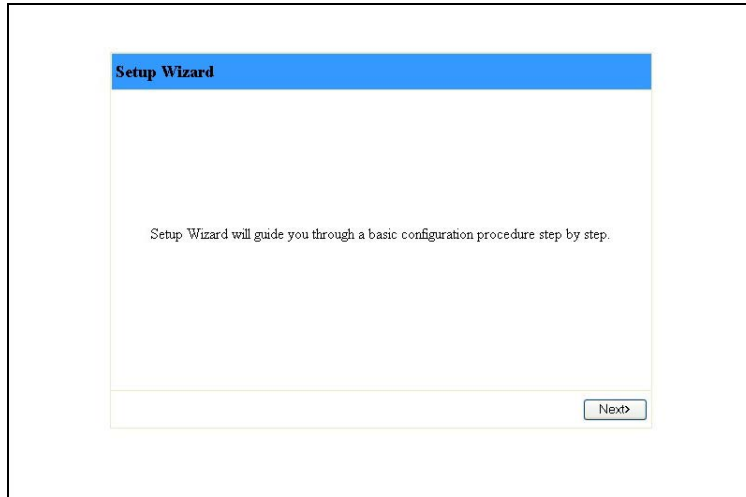 Setup Wizard
Setup Wizard will guide you through a basic configuration procedure step by step.
Next>